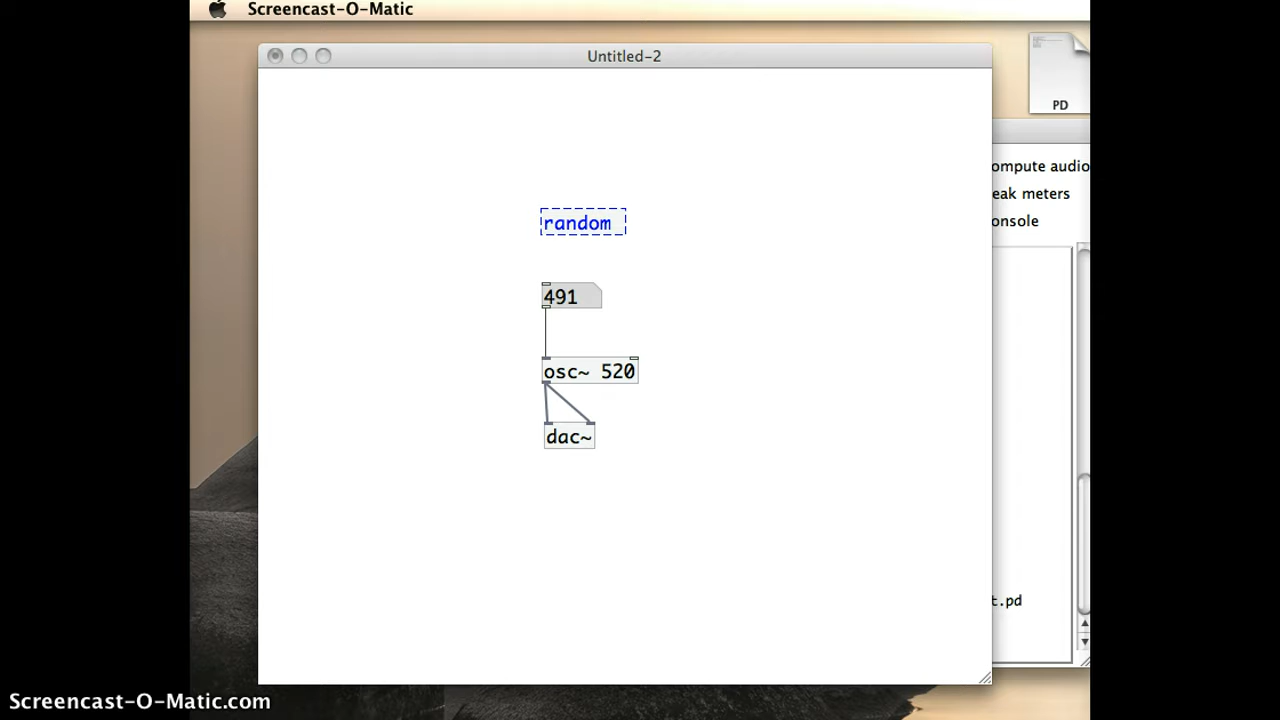 Screencast-O-Matic
Untitled-2
PD
ompute audio
eak meters
onsole
random
491
osc~ 520
dac~
t.pd
Screencast-O-Matic.com